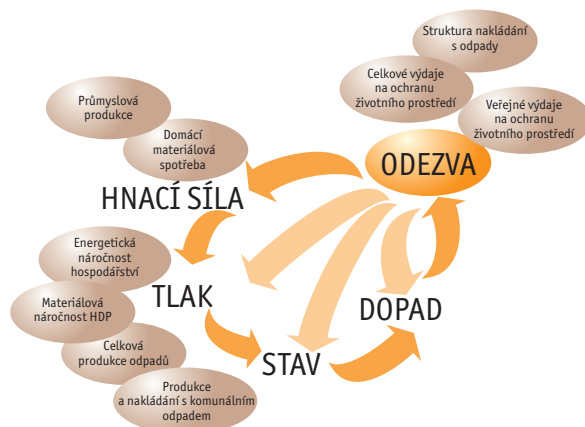 Struktura nakládání
s odpady
Celkové výdaje
na ochranu
životního prostředí
Veřejné výdaje
na ochranu
životního prostředí
ODEZVA
Průmyslová
produkce
Domácí
materiálová
spotřeba
HNACÍ SÍLA
Energetická
náročnost
hospodářství
TLAK
Materiálová
náročnost HDP
Celková
produkce odpadů
Produkce
a nakládání s komunálním
odpadem
STAV
DOPAD